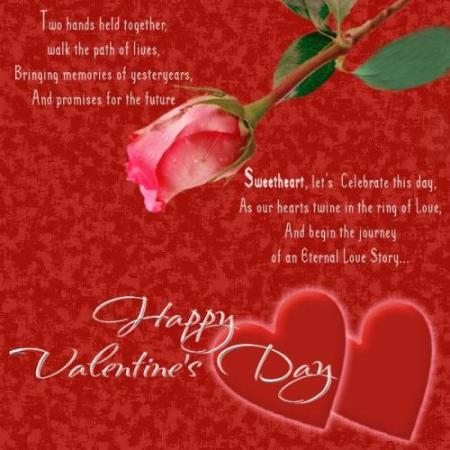 Two hands held together,
walk the path of lives,
Bringing memories of yesteryears,
And promises for the future
Sweetheart, let's Celebrate this day,
As our hearts twine in the ring of Love,
And begin the journey
of an Eternal Love Story...
Happy
Valentine's Day